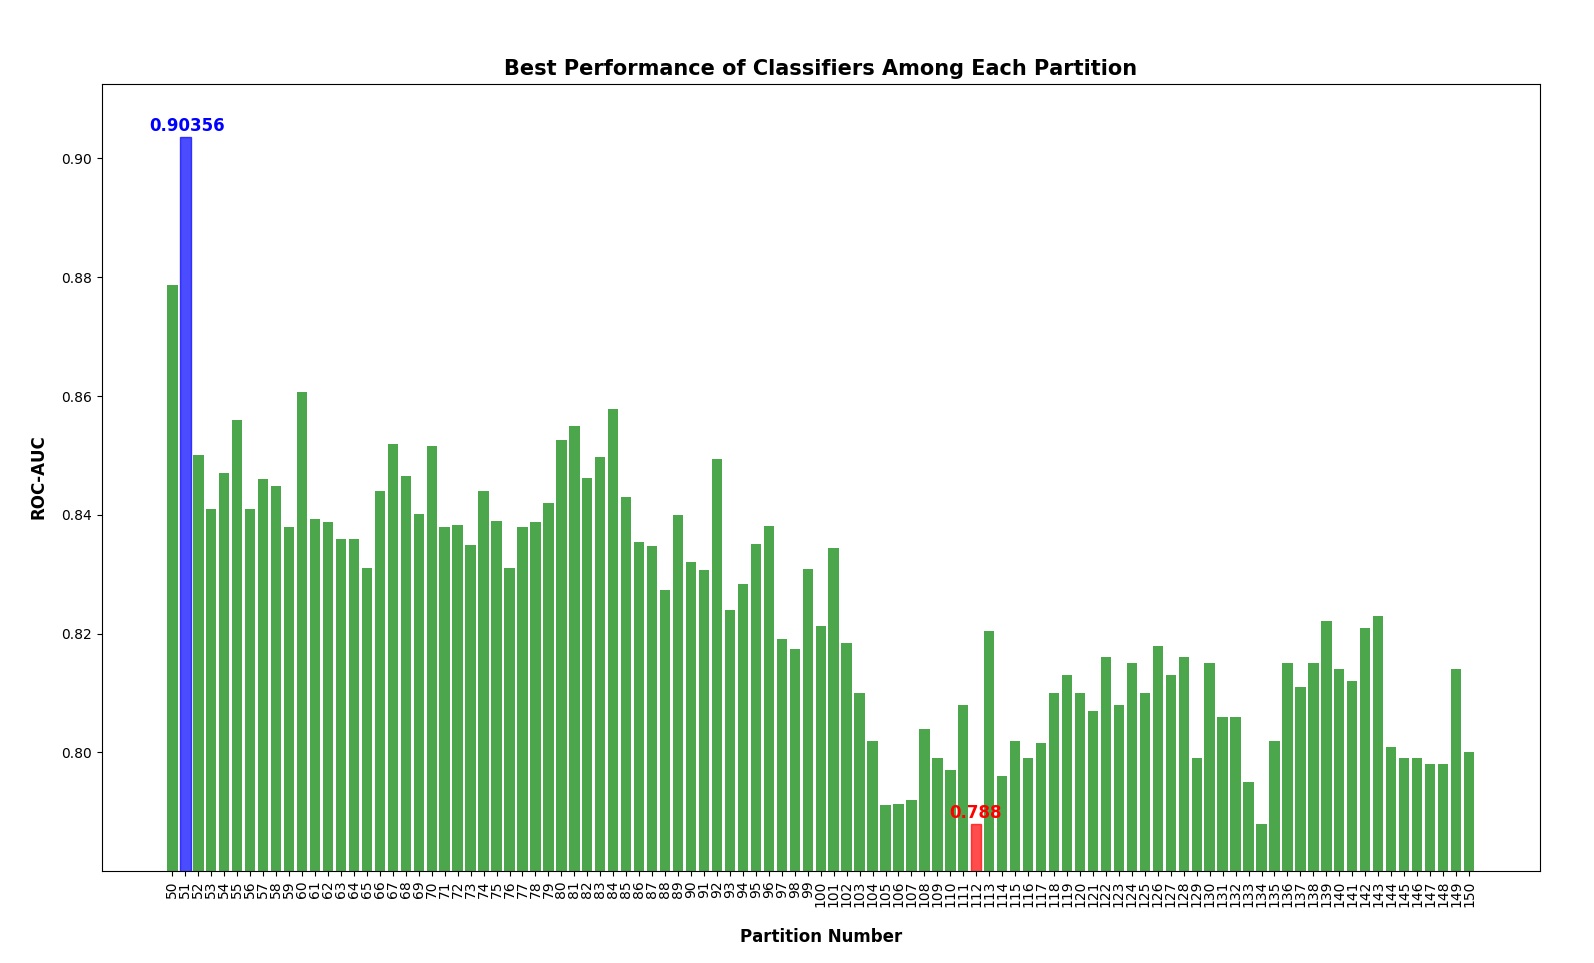 Best Performance of Classifiers Among Each Partition
0.90356
0.90
0.88
0.86
0.84
0.82
0.80
ROC-AUC
0.788
50 51 52 53 54 55 56 57 58 59 60 61 62 63 64 65 66 67 68 69 70 71 72 73 74 75 76 77 78 79 80 81 82 83 84 85 86 87 88 89 90 91 92 93 94 95 96 97 98 99 100 101 102 103 104 105 106 107 108 109 110 111 112 113 114 115 116 117 118 119 120 121 122 123 124 125 126 127 128 129 130 131 132 133 134 135 136 137 138 139 140 141 142 143 144 145 146 147 148 149 150
Partition Number